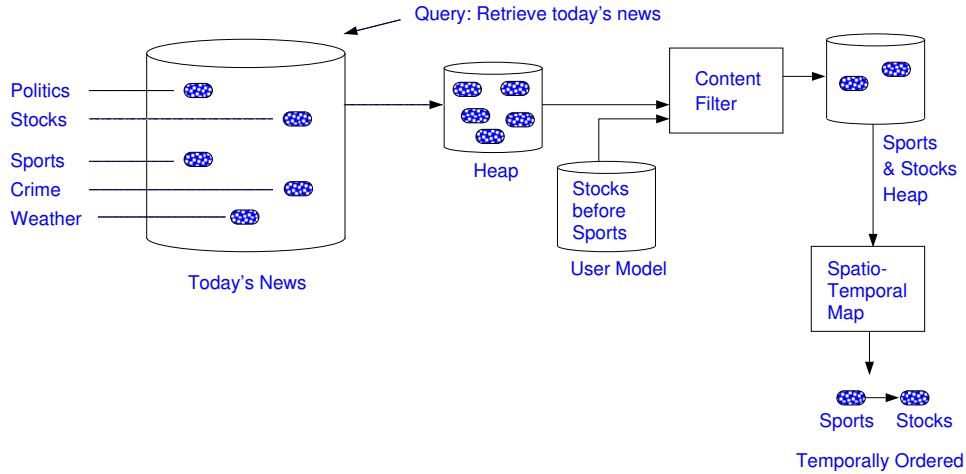 Query: Retrieve today's news
Politics
Stocks
Sports
Crime
Weather
Today's News
Heap
Stocks
before
Sports
User Model
Content
Filter
Sports
& Stocks
Heap
Spatio-
Temporal
Map
Sports
Stocks
Temporally Ordered